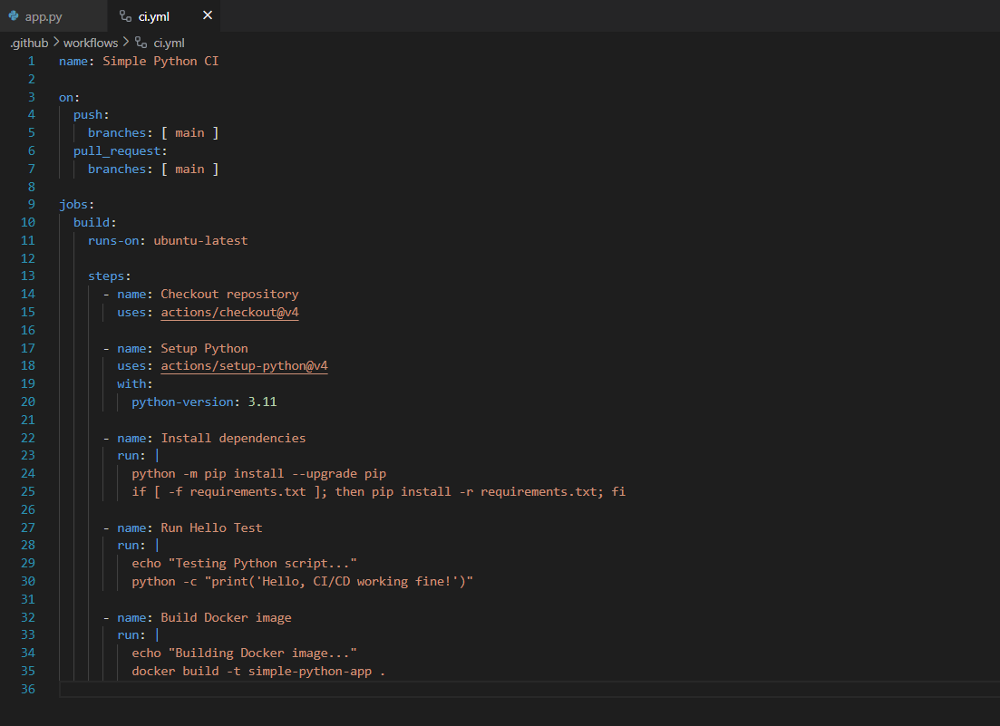 app.py ci.yml
.github workflows ci.yml
1 name: Simple Python CI
2
3 on:
4 push:
5 branches: [ main ]
6 pull_request:
7 branches: [ main ]
8
9 jobs:
10 build:
11 runs-on: ubuntu-latest
12
13 steps:
14 - name: Checkout repository
15 uses: actions/checkout@v4
16
17 - name: Setup Python
18 uses: actions/setup-python@v4
19 with:
20 python-version: 3.11
21
22 - name: Install dependencies
23 run: |
24 python -m pip install --upgrade pip
25 if [ -f requirements.txt ]; then pip install -r requirements.txt; fi
26
27 - name: Run Hello Test
28 run: |
29 echo "Testing Python script..."
30 python -c "print('Hello, CI/CD working fine!')"
31
32 - name: Build Docker image
33 run: |
34 echo "Building Docker image..."
35 docker build -t simple-python-app .
36